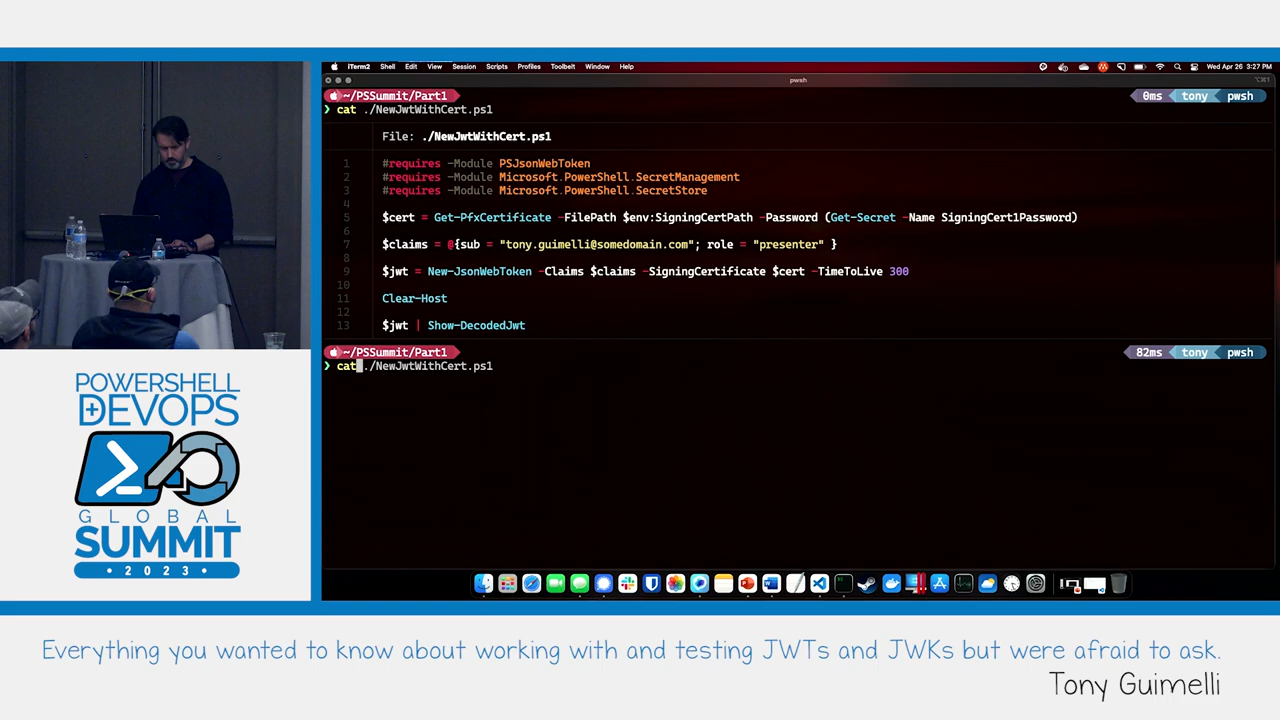 iTerm2 Shell Edit View Session Scripts Profiles Toolbelt Window Help
Wed Apr 26 3:27 PM
pwsh
~/PSSummit/Part1
0ms tony pwsh
❯ cat ./NewJwtWithCert.ps1
File: ./NewJwtWithCert.ps1
1 #requires -Module PSJsonWebToken
2 #requires -Module Microsoft.PowerShell.SecretManagement
3 #requires -Module Microsoft.PowerShell.SecretStore
4
5 $cert = Get-PfxCertificate -FilePath $env:SigningCertPath -Password (Get-Secret -Name SigningCert1Password)
6
7 $claims = @{sub = "tony.guimelli@somedomain.com"; role = "presenter" }
8
9 $jwt = New-JsonWebToken -Claims $claims -SigningCertificate $cert -TimeToLive 300
10
11 Clear-Host
12
13 $jwt | Show-DecodedJwt
~/PSSummit/Part1
82ms tony pwsh
❯ cat ./NewJwtWithCert.ps1
POWERSHELL
+DEVOPS
GLOBAL
SUMMIT
• 2023 •
Everything you wanted to know about working with and testing JWTs and JWKs but were afraid to ask.
Tony Guimelli